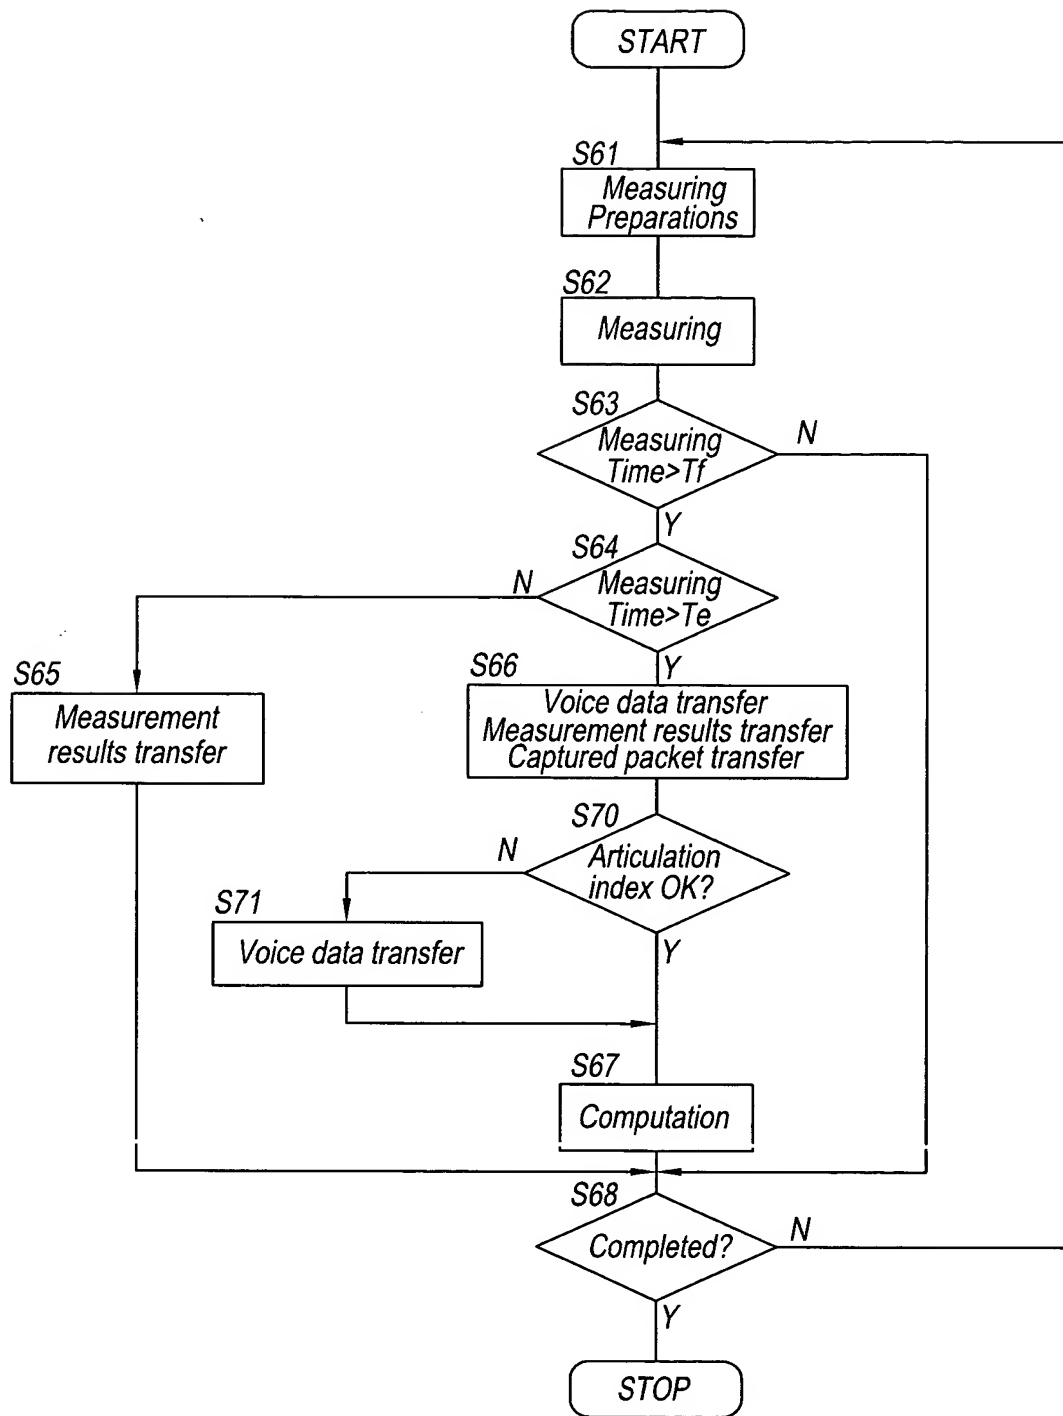 START
S61
Measuring
Preparations
S62
Measuring
S63
Measuring
Time>Tf
N
Y
S64
Measuring
Time>Te
N
Y
S65
Measurement
results transfer
S66
Voice data transfer
Measurement results transfer
Captured packet transfer
S70
Articulation
index OK?
N
Y
S71
Voice data transfer
S67
Computation
S68
Completed?
N
Y
STOP